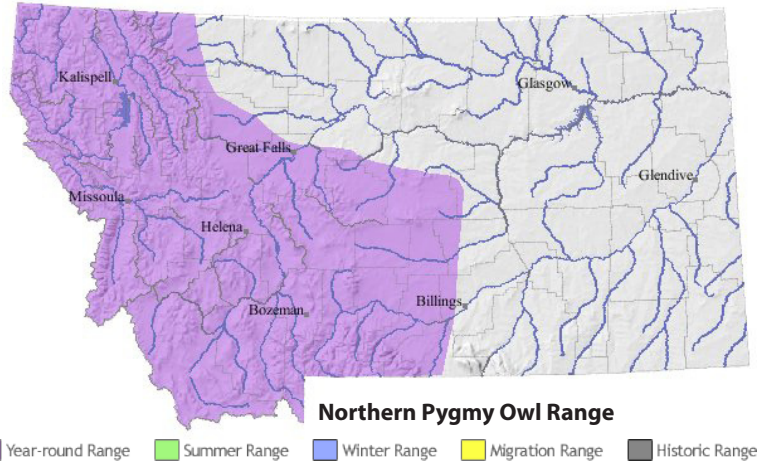 Kalispell
Glasgow
Great Falls
Glendive
Missoula
Helena
Billings
Bozeman
Northern Pygmy Owl Range
Year-round Range Summer Range Winter Range Migration Range Historic Range